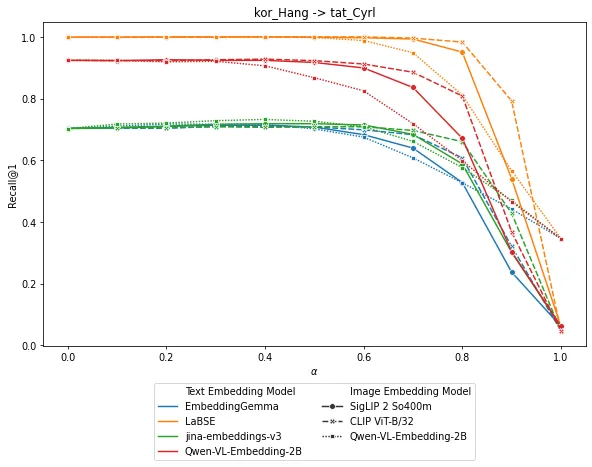 kor_Hang -> tat_Cyrl
Recall@1
1.0
0.8
0.6
0.4
0.2
0.0
0.0 0.2 0.4 0.6 0.8 1.0
α
Text Embedding Model
EmbeddingGemma
LaBSE
jina-embeddings-v3
Qwen-VL-Embedding-2B
Image Embedding Model
SigLIP 2 So400m
CLIP ViT-B/32
Qwen-VL-Embedding-2B